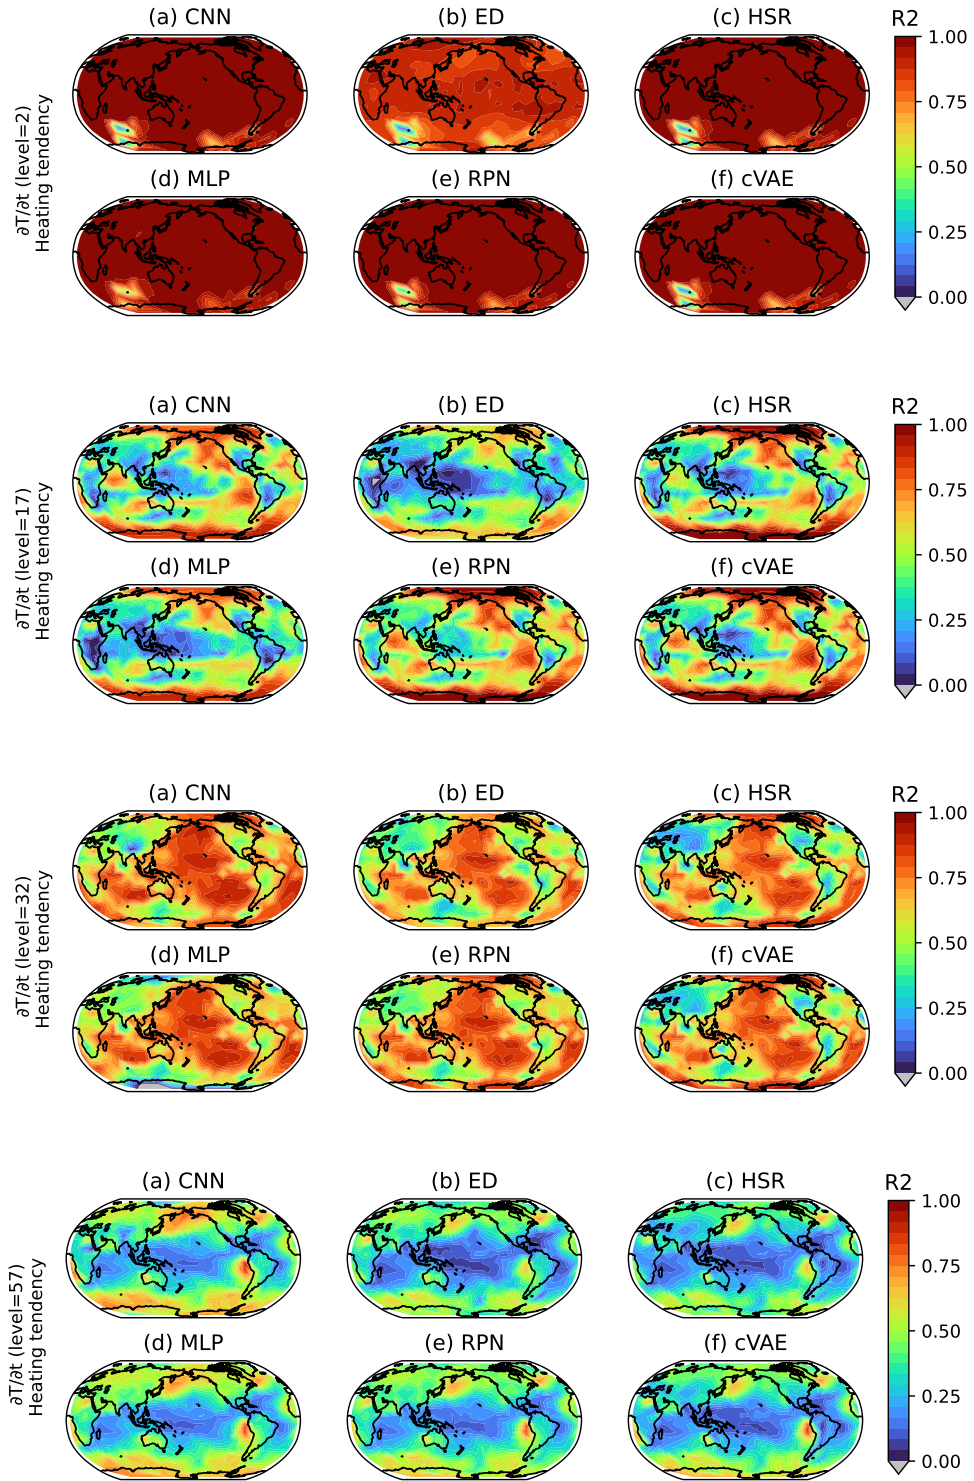 (a) CNN
(b) ED
(c) HSR
R2
1.00
0.75
0.50
0.25
0.00
∂T/∂t (level=2)
Heating tendency
(d) MLP
(e) RPN
(f) cVAE
(a) CNN
(b) ED
(c) HSR
R2
1.00
0.75
0.50
0.25
0.00
∂T/∂t (level=17)
Heating tendency
(d) MLP
(e) RPN
(f) cVAE
(a) CNN
(b) ED
(c) HSR
R2
1.00
0.75
0.50
0.25
0.00
∂T/∂t (level=32)
Heating tendency
(d) MLP
(e) RPN
(f) cVAE
(a) CNN
(b) ED
(c) HSR
R2
1.00
0.75
0.50
0.25
0.00
∂T/∂t (level=57)
Heating tendency
(d) MLP
(e) RPN
(f) cVAE